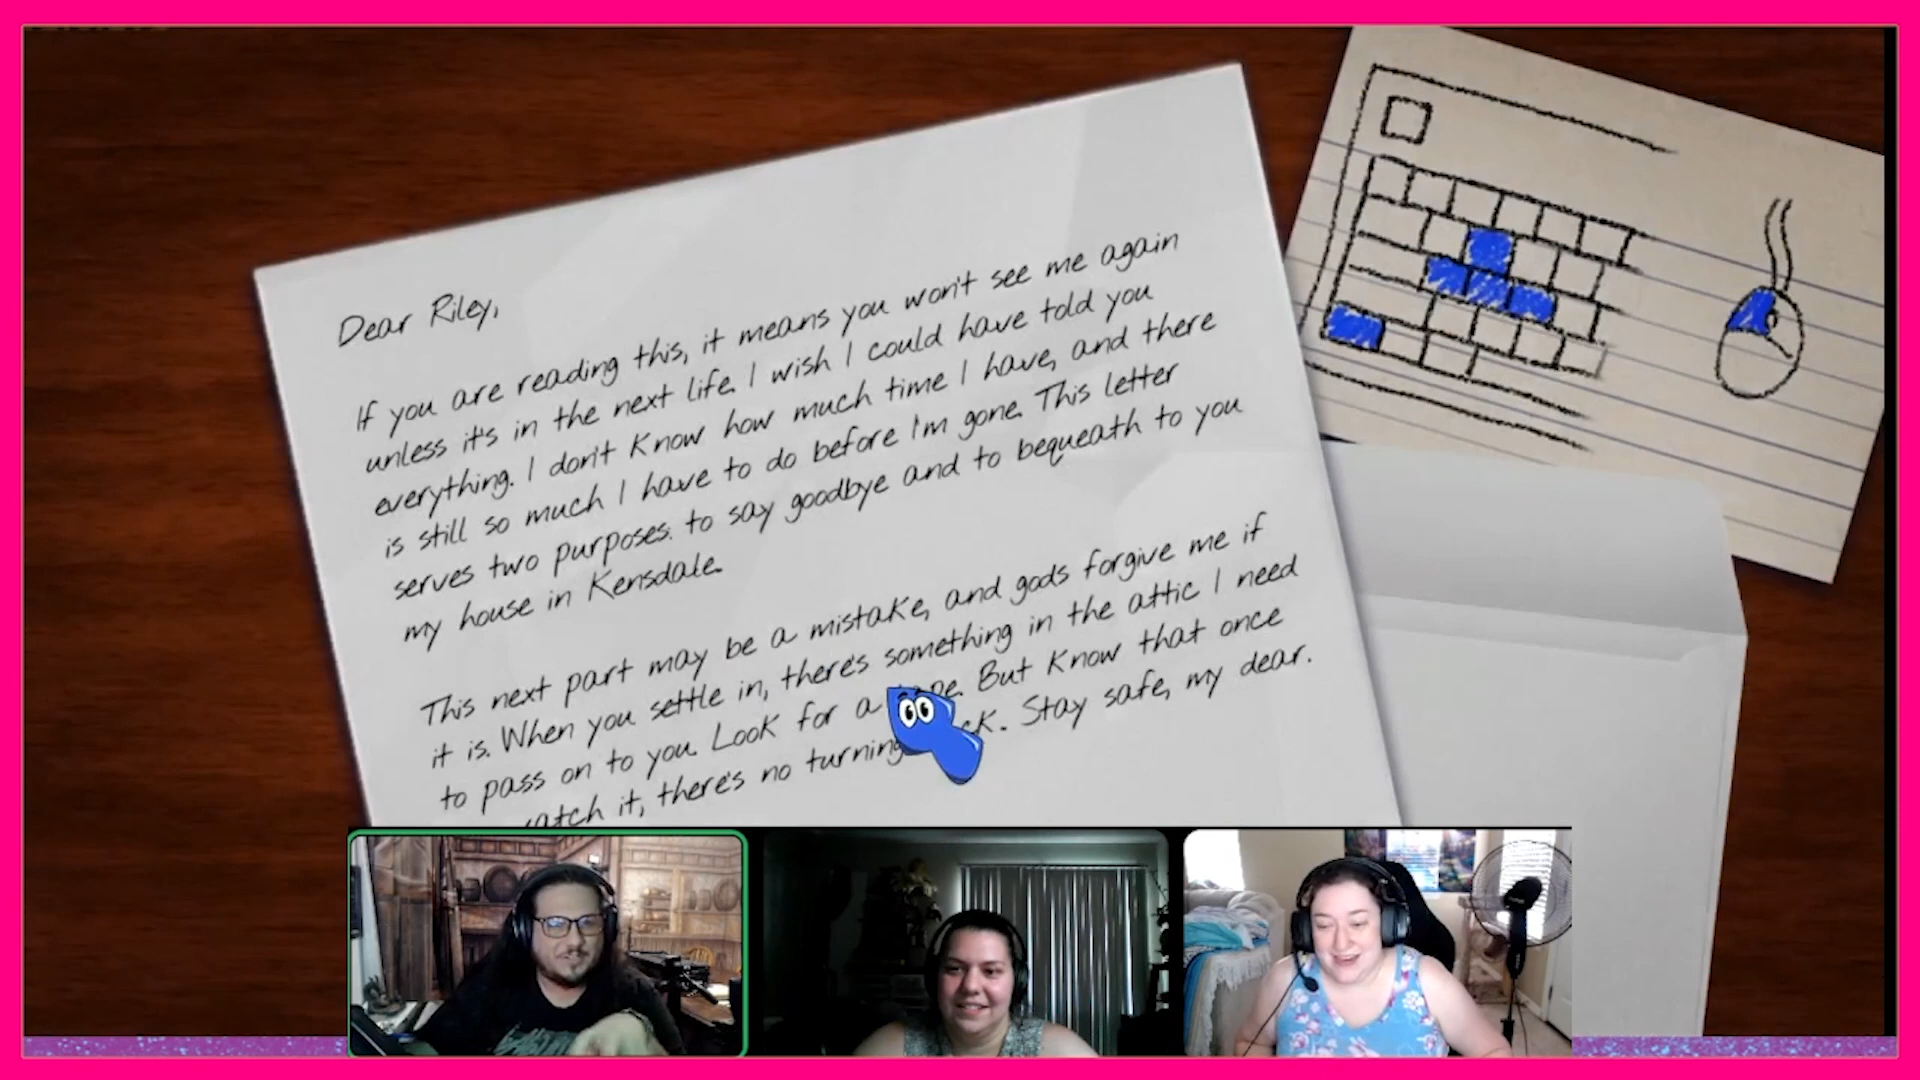 Dear Riley,
If you are reading this, it means you won't see me again
unless it's in the next life. I wish I could have told you
everything. I don't know how much time I have, and there
is still so much I have to do before I'm gone. This letter
serves two purposes: to say goodbye and to bequeath to you
my house in Kensdale.
This next part may be a mistake, and gods forgive me if
it is. When you settle in, there's something in the attic I need
to pass on to you. Look for a But know that once
it, there's no turning Stay safe, my dear.